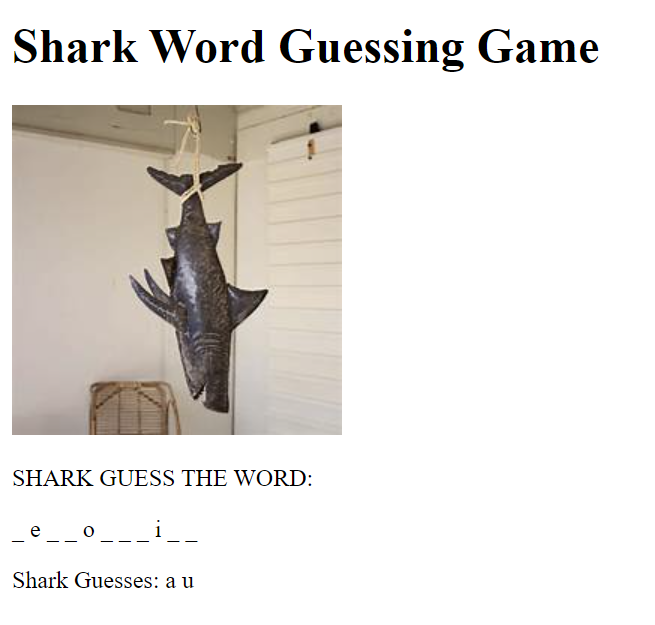 Shark Word Guessing Game
SHARK GUESS THE WORD:
_ e _ _ o _ _ _ i _ _
Shark Guesses: a u